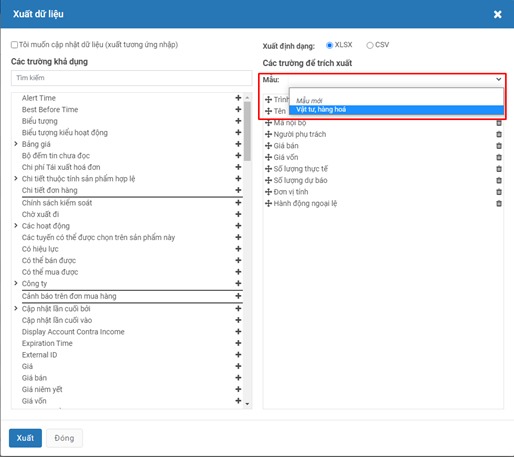 Xuất dữ liệu
Tôi muốn cập nhật dữ liệu (xuất tương ứng nhập)
Xuất định dạng: XLSX CSV
Các trường khả dụng
Các trường để trích xuất
Tìm kiếm
Mẫu:
Mẫu mới
Vật tư, hàng hoá
Alert Time
Best Before Time
Biểu tượng
Biểu tượng kiểu hoạt động
Bảng giá
Bộ đếm tin chưa đọc
Chi phí Tái xuất hoá đơn
Chi tiết thuộc tính sản phẩm hợp lệ
Chi tiết đơn hàng
Chính sách kiểm soát
Chờ xuất đi
Các hoạt động
Các tuyến có thể được chọn trên sản phẩm này
Có hiệu lực
Có thể bán được
Có thể mua được
Công ty
Cảnh báo trên đơn mua hàng
Cập nhật lần cuối bởi
Cập nhật lần cuối vào
Display Account Contra Income
Expiration Time
External ID
Giá
Giá bán
Giá niêm yết
Giá vốn
Trình
Tên
Mã nội bộ
Người phụ trách
Giá bán
Giá vốn
Số lượng thực tế
Số lượng dự báo
Đơn vị tính
Hành động ngoại lệ
Xuất
Đóng